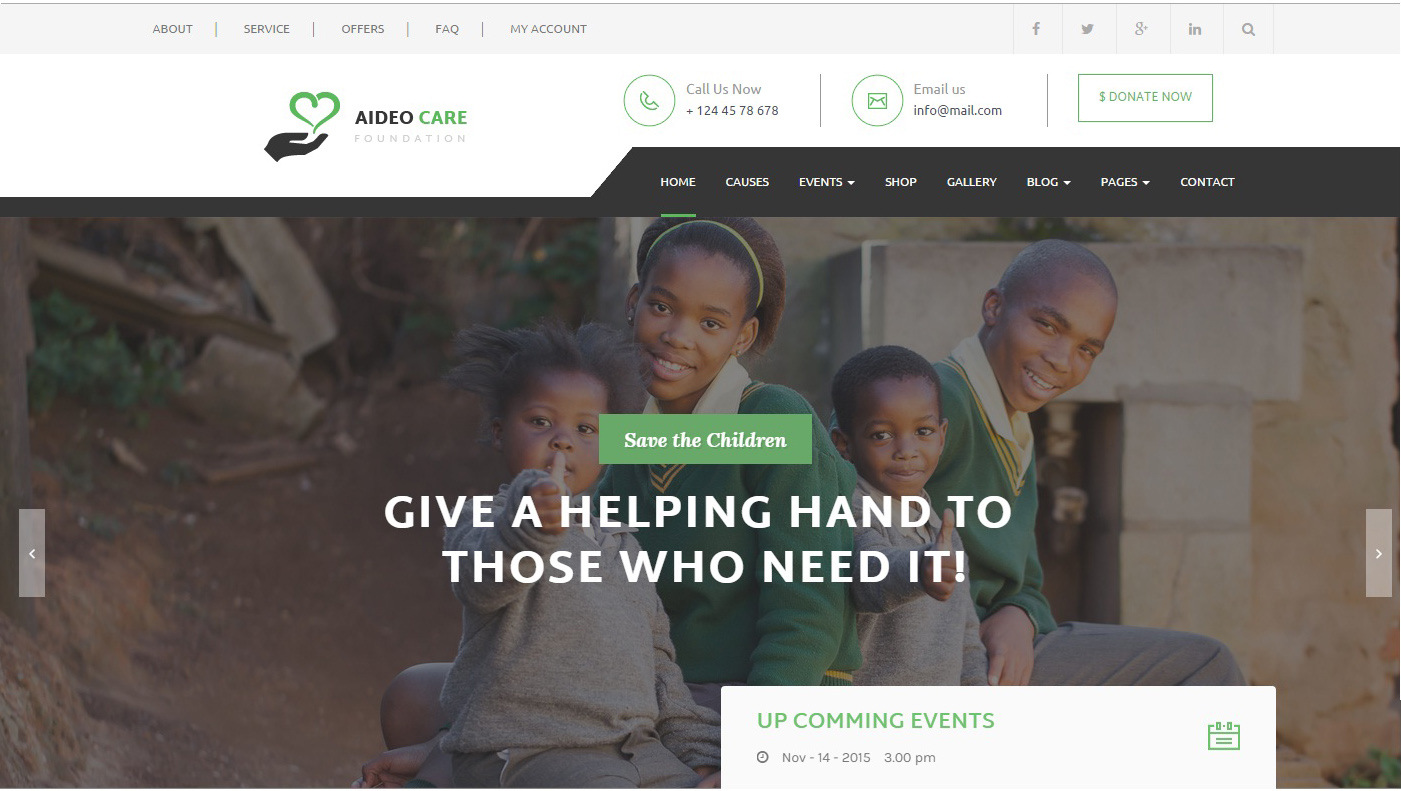 ABOUT | SERVICE | OFFERS | FAQ | MY ACCOUNT
AIDEO CARE
FOUNDATION
Call Us Now
+ 124 45 78 678
Email us
info@mail.com
$ DONATE NOW
HOME CAUSES EVENTS SHOP GALLERY BLOG PAGES CONTACT
Save the Children
GIVE A HELPING HAND TO
THOSE WHO NEED IT!
UP COMMING EVENTS
Nov - 14 - 2015 3.00 pm